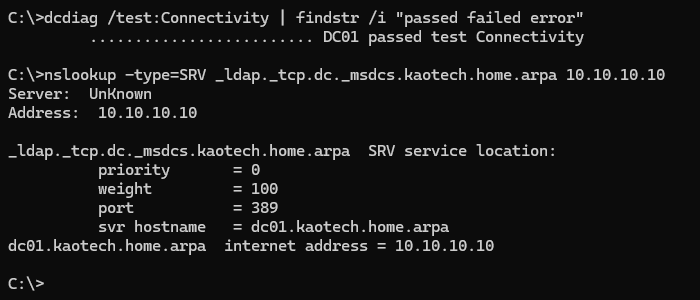 C:\>dcdiag /test:Connectivity | findstr /i "passed failed error"
         ......................... DC01 passed test Connectivity
C:\>nslookup -type=SRV _ldap._tcp.dc._msdcs.kaotech.home.arpa 10.10.10.10
Server:  UnKnown
Address:  10.10.10.10
_ldap._tcp.dc._msdcs.kaotech.home.arpa  SRV service location:
          priority       = 0
          weight         = 100
          port           = 389
          svr hostname   = dc01.kaotech.home.arpa
dc01.kaotech.home.arpa  internet address = 10.10.10.10
C:\>